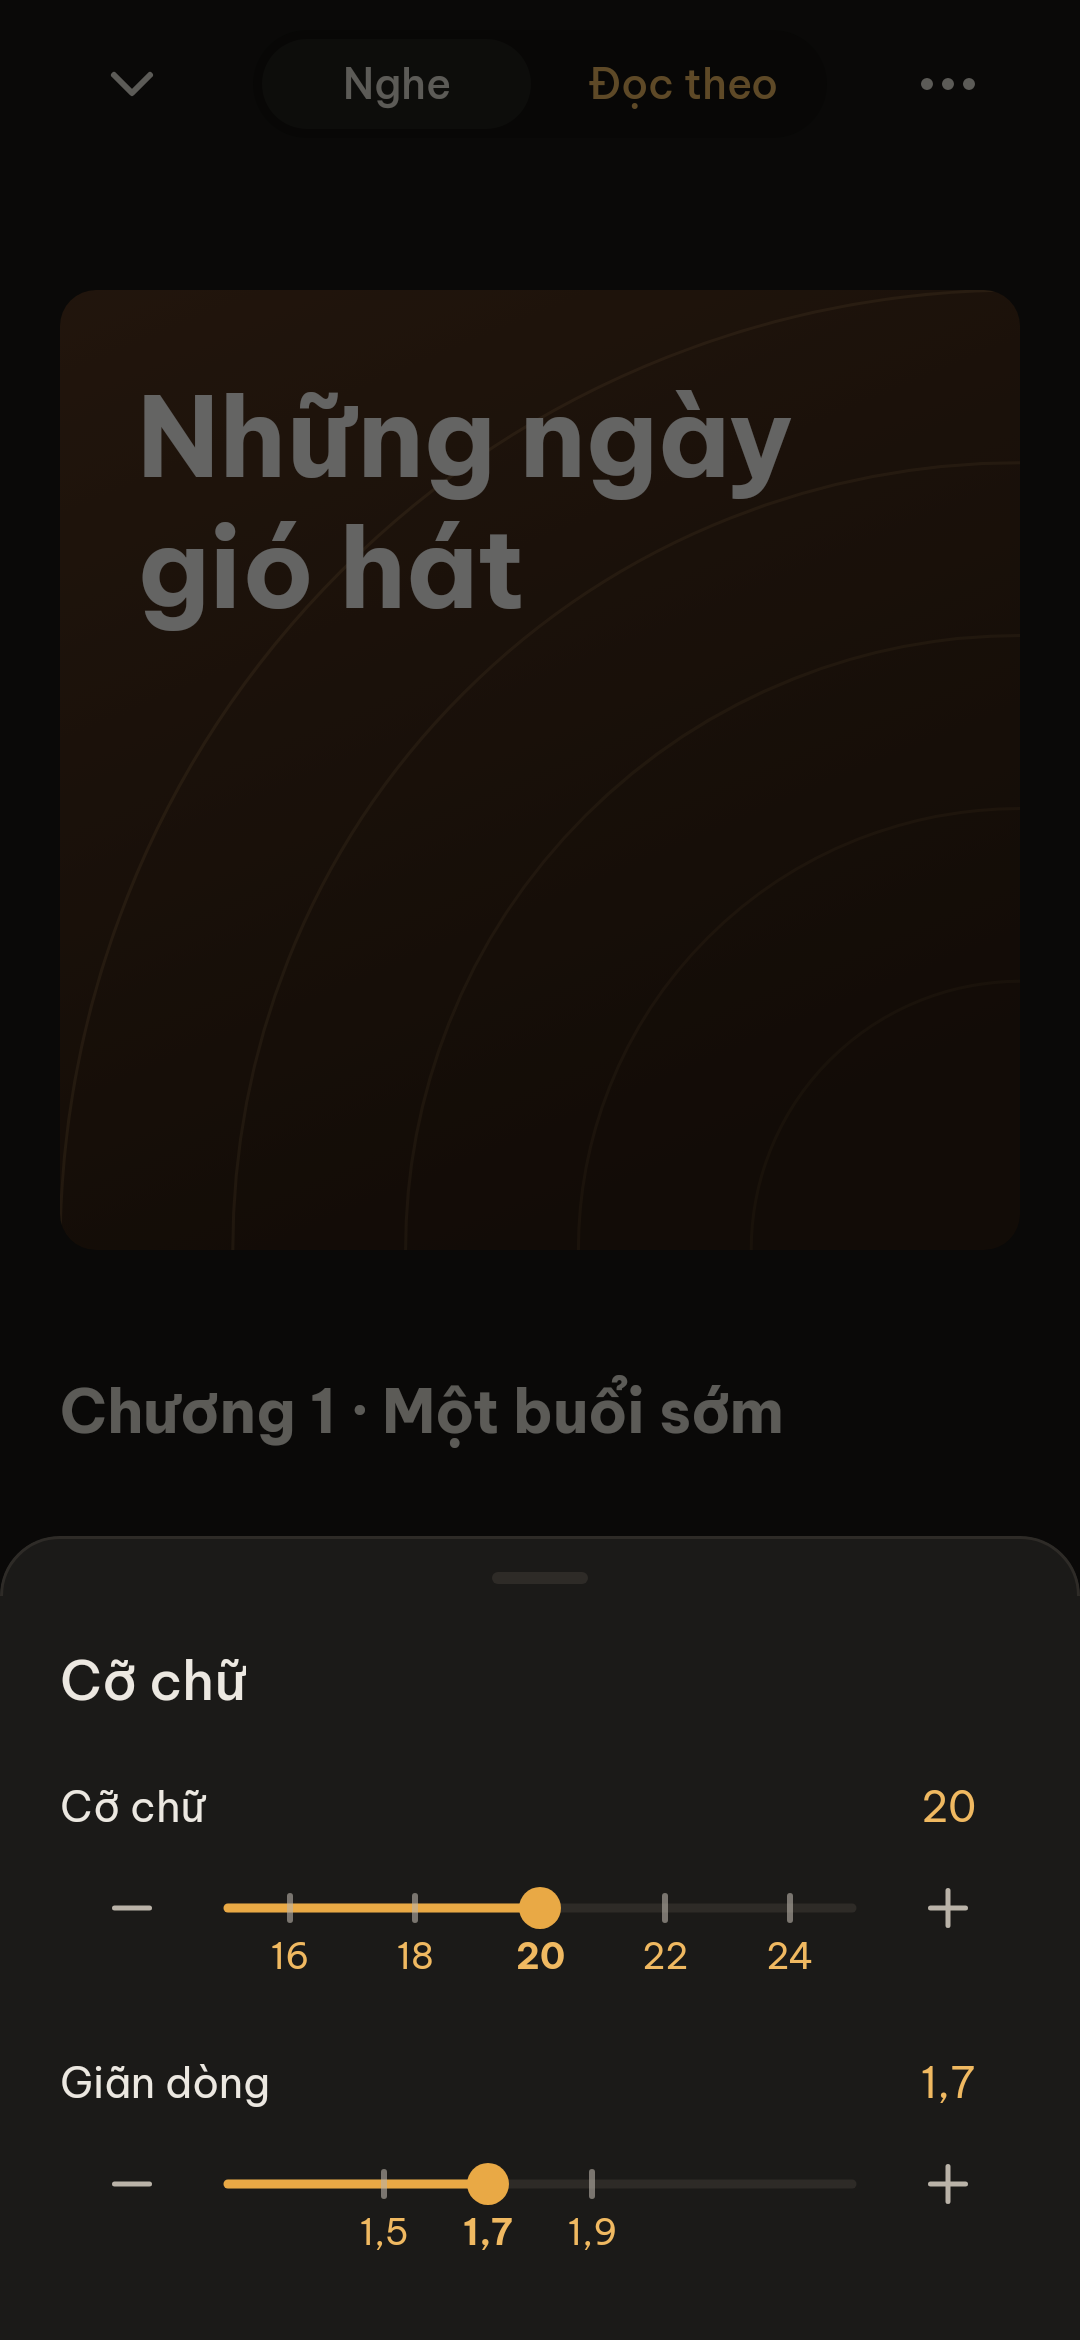 Nghe Đọc theo
Những ngày
gió hát
Chương 1 · Một buổi sớm
Cỡ chữ
Cỡ chữ 20
16 18 20 22 24
Giãn dòng 1,7
1,5 1,7 1,9